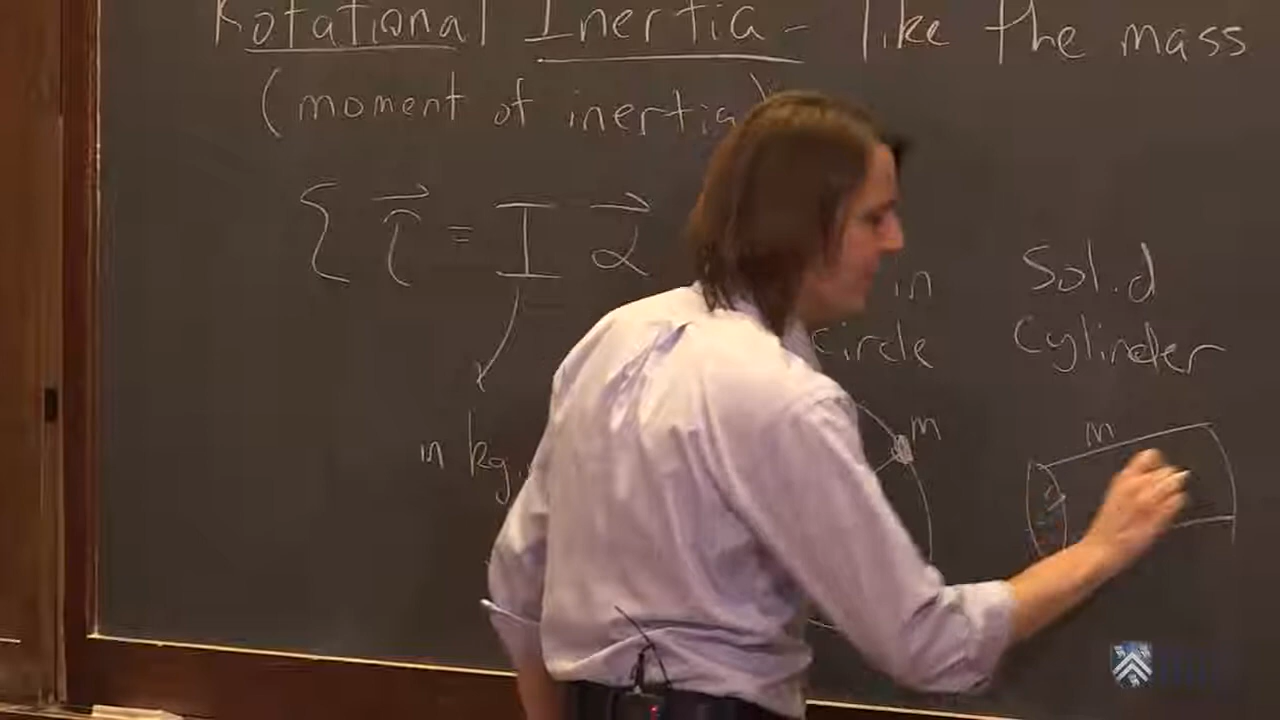 Rotational Inertia - like the mass
(moment of inertia)
{ τ⃗ = I α⃗
in Solid
circle Cylinder
m
m
in kg.